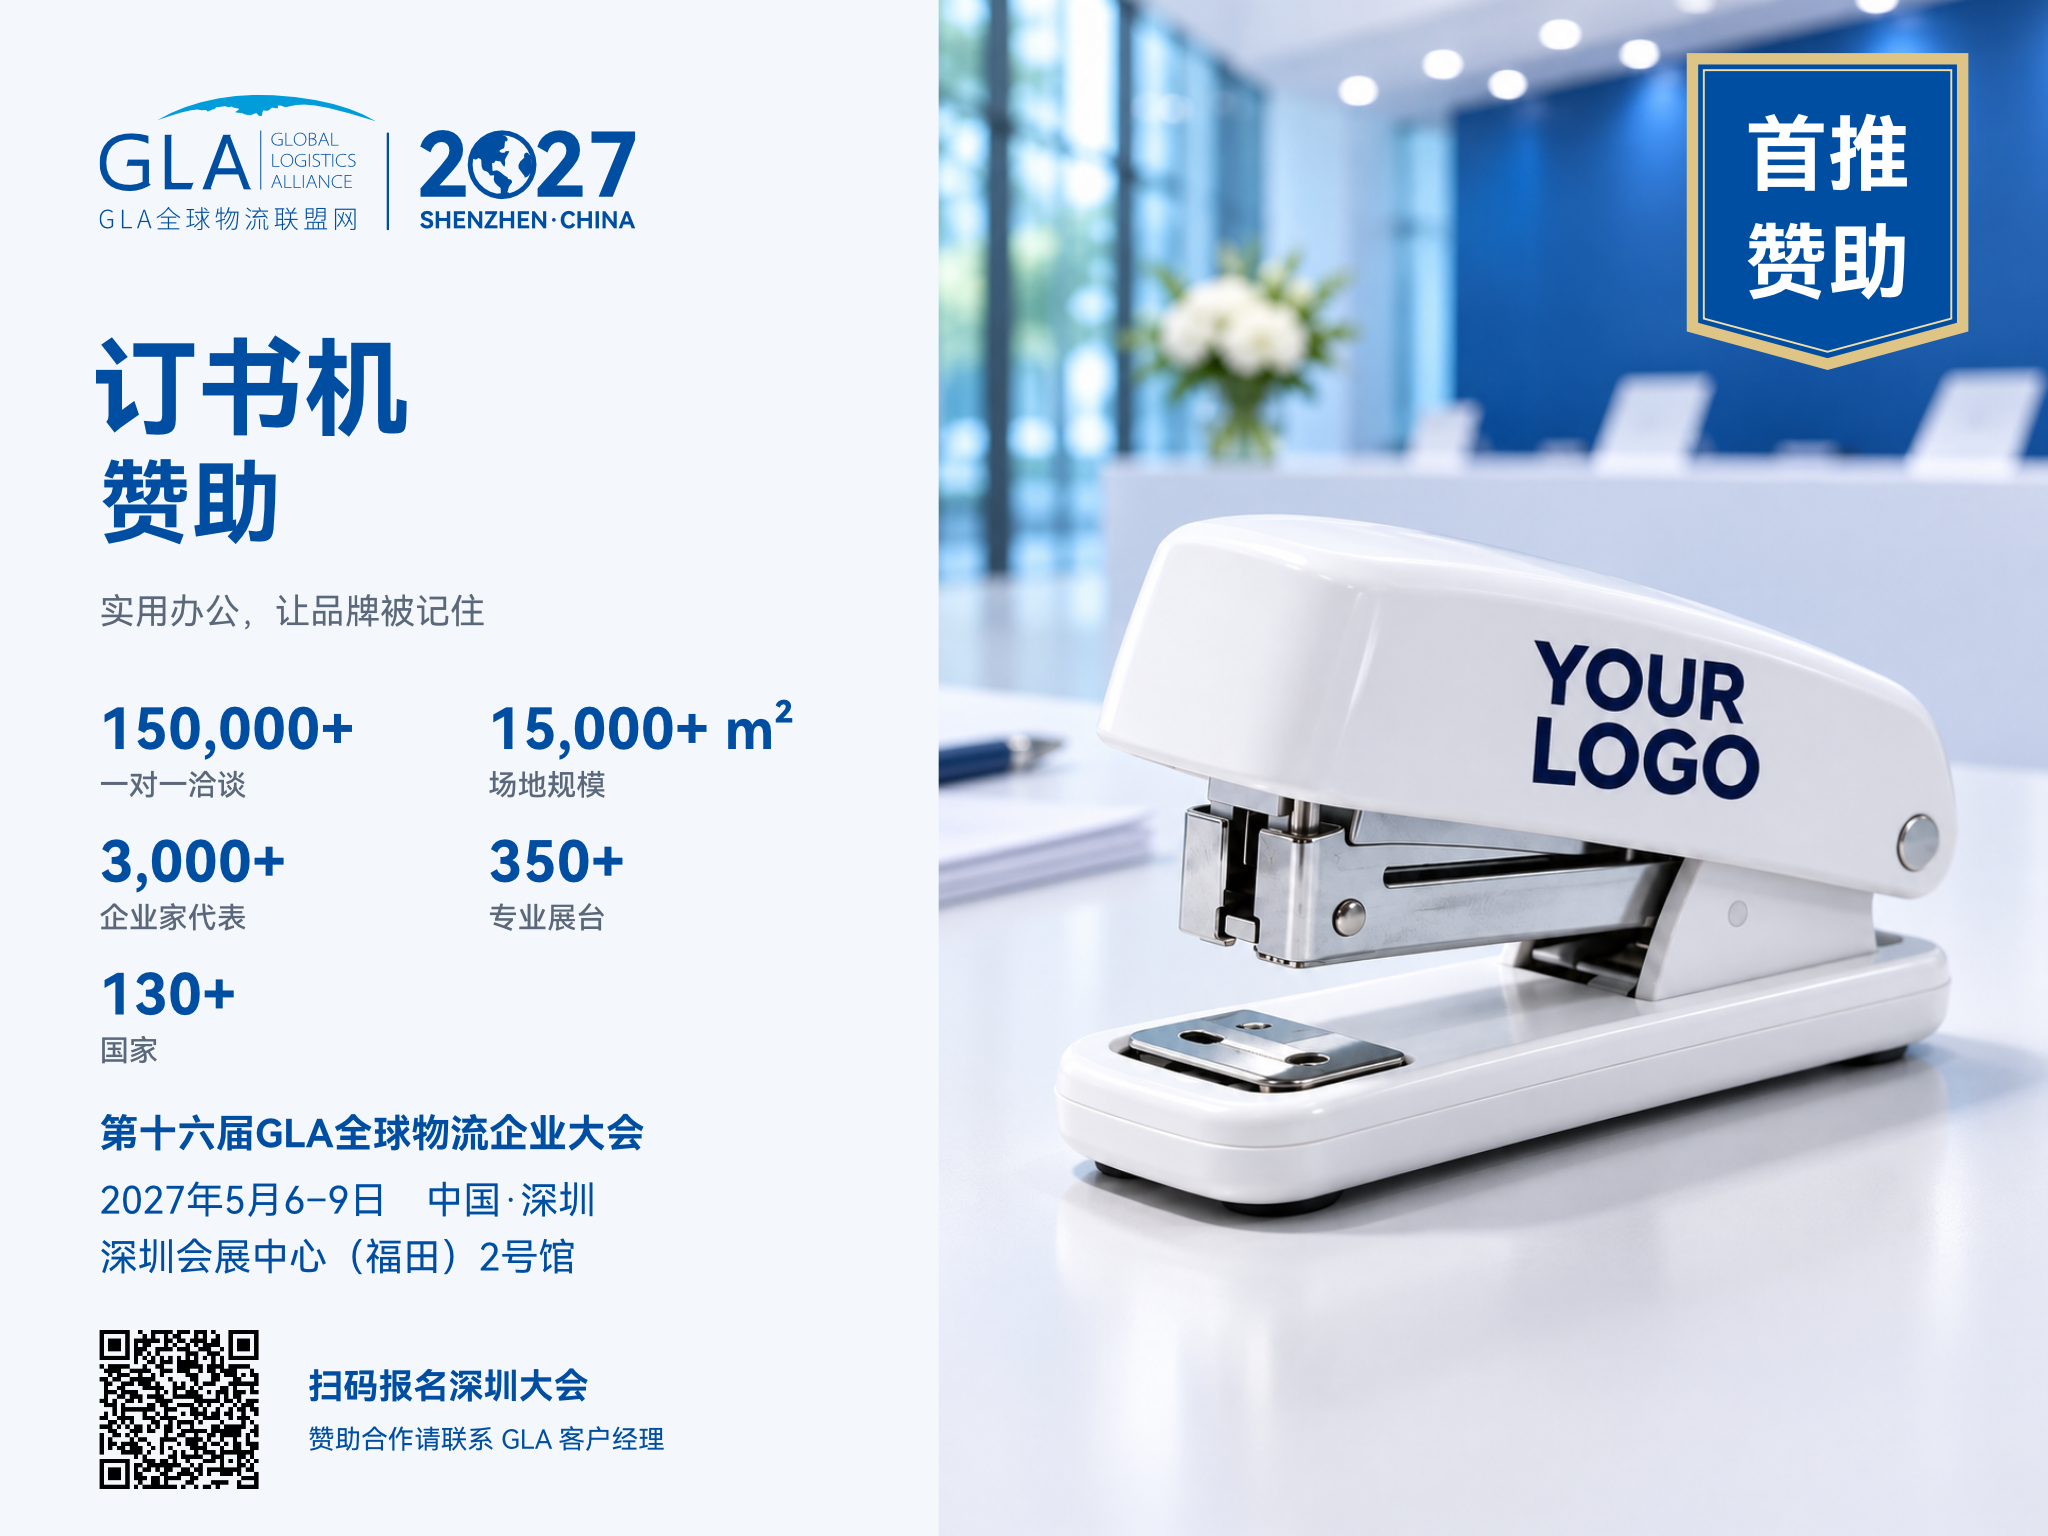 GLA
GLOBAL
LOGISTICS
ALLIANCE
GLA全球物流联盟网
2027
SHENZHEN·CHINA
首推
赞助
订书机
赞助
实用办公，让品牌被记住
150,000+
一对一洽谈
15,000+ m²
场地规模
3,000+
企业家代表
350+
专业展台
130+
国家
YOUR
LOGO
第十六届GLA全球物流企业大会
2027年5月6–9日　中国·深圳
深圳会展中心（福田）2号馆
扫码报名深圳大会
赞助合作请联系 GLA 客户经理